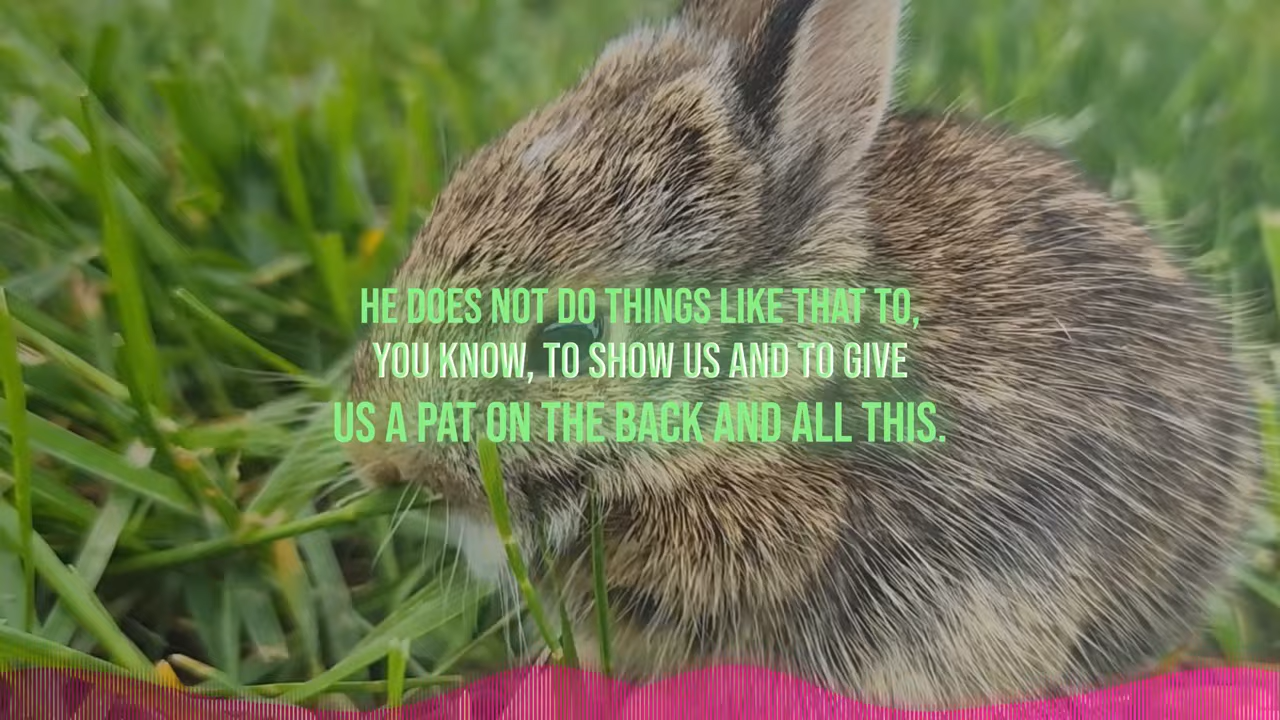 HE DOES NOT DO THINGS LIKE THAT TO,
YOU KNOW, TO SHOW US AND TO GIVE
US A PAT ON THE BACK AND ALL THIS.